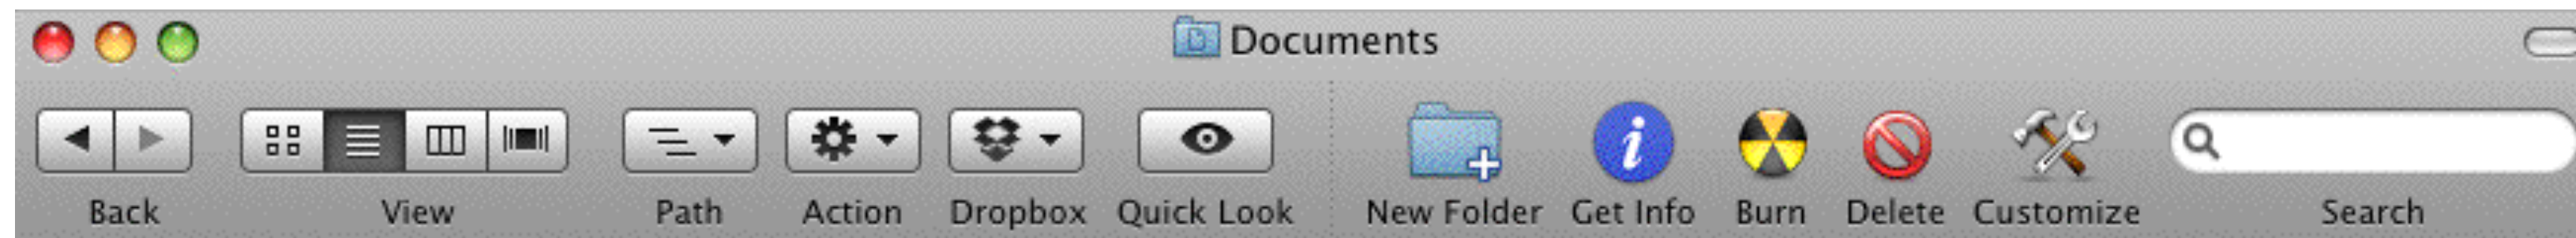 Documents
Back View Path Action Dropbox Quick Look New Folder Get Info Burn Delete Customize Search